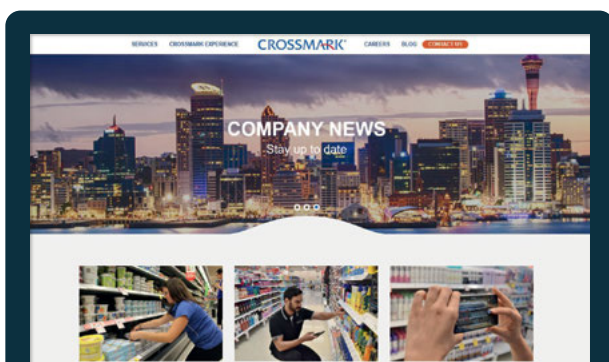 SERVICES CROSSMARK EXPERIENCE CROSSMARK CAREERS BLOG CONTACT US
COMPANY NEWS
Stay up to date